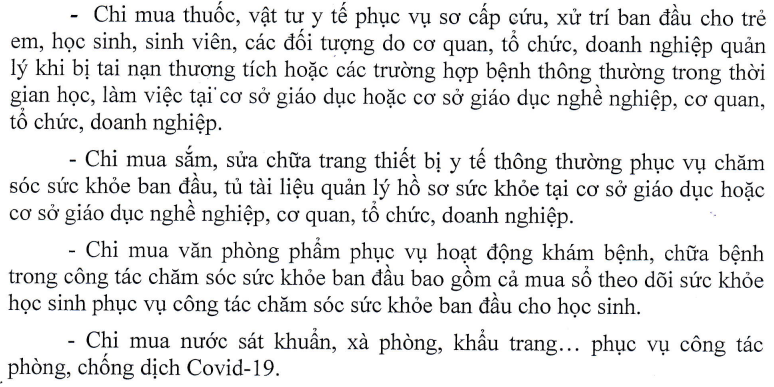 - Chi mua thuốc, vật tư y tế phục vụ sơ cấp cứu, xử trí ban đầu cho trẻ
em, học sinh, sinh viên, các đối tượng do cơ quan, tổ chức, doanh nghiệp quản
lý khi bị tai nạn thương tích hoặc các trường hợp bệnh thông thường trong thời
gian học, làm việc tại cơ sở giáo dục hoặc cơ sở giáo dục nghề nghiệp, cơ quan,
tổ chức, doanh nghiệp.
- Chi mua sắm, sửa chữa trang thiết bị y tế thông thường phục vụ chăm
sóc sức khỏe ban đầu, tủ tài liệu quản lý hồ sơ sức khỏe tại cơ sở giáo dục hoặc
cơ sở giáo dục nghề nghiệp, cơ quan, tổ chức, doanh nghiệp.
- Chi mua văn phòng phẩm phục vụ hoạt động khám bệnh, chữa bệnh
trong công tác chăm sóc sức khỏe ban đầu bao gồm cả mua sổ theo dõi sức khỏe
học sinh phục vụ công tác chăm sóc sức khỏe ban đầu cho học sinh.
- Chi mua nước sát khuẩn, xà phòng, khẩu trang... phục vụ công tác
phòng, chống dịch Covid-19.